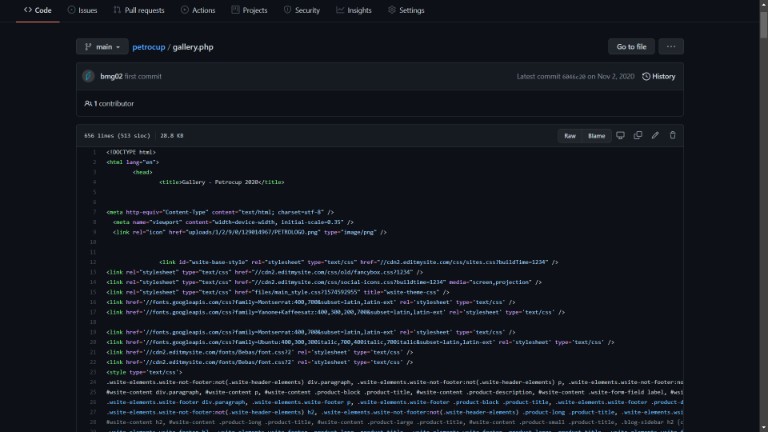 Code Issues Pull requests Actions Projects Security Insights Settings
main petrocup / gallery.php Go to file ...
bmg02 first commit Latest commit on Nov 2, 2020 History
1 contributor
656 lines (513 sloc) 28.8 KB Raw Blame
1 <!DOCTYPE html>
2 <html lang="en">
3 <head>
4 <title>Gallery - Petrocup 2020</title>
5
6
7 <meta http-equiv="Content-Type" content="text/html; charset=utf-8" />
8 <meta name="viewport" content="width=device-width, initial-scale=0.35" />
9 <link rel="icon" href="uploads/1/2/9/0/129014967/PETROLOGO.png" type="image/png" />
10
11
12 <link id="wsite-base-style" rel="stylesheet" type="text/css" href="//cdn2.editmysite.com/css/sites.css?buildTime=1234" />
13 <link rel="stylesheet" type="text/css" href="//cdn2.editmysite.com/css/old/fancybox.css?1234" />
14 <link rel="stylesheet" type="text/css" href="//cdn2.editmysite.com/css/social-icons.css?buildtime=1234" media="screen,projection" />
15 <link rel="stylesheet" type="text/css" href="files/main_style.css?1574592955" title="wsite-theme-css" />
16 <link href='//fonts.googleapis.com/css?family=Montserrat:400,700&subset=latin,latin-ext' rel='stylesheet' type='text/css' />
17 <link href='//fonts.googleapis.com/css?family=Yanone+Kaffeesatz:400,300,200,700&subset=latin,latin-ext' rel='stylesheet' type='text/css' />
18
19 <link href='//fonts.googleapis.com/css?family=Montserrat:400,700&subset=latin,latin-ext' rel='stylesheet' type='text/css' />
20 <link href='//fonts.googleapis.com/css?family=Ubuntu:400,300,300italic,700,400italic,700italic&subset=latin,latin-ext' rel='stylesheet' type='text/css' />
21 <link href='//cdn2.editmysite.com/fonts/Bebas/font.css?2' rel='stylesheet' type='text/css' />
22 <link href='//cdn2.editmysite.com/fonts/Bebas/font.css?2' rel='stylesheet' type='text/css' />
23 <style type='text/css'>
24 .wsite-elements.wsite-not-footer:not(.wsite-header-elements) div.paragraph, .wsite-elements.wsite-not-footer:not(.wsite-header-elements) p, .wsite-elements.wsite-not-footer:no
25 #wsite-content div.paragraph, #wsite-content p, #wsite-content .product-block .product-title, #wsite-content .product-description, #wsite-content .wsite-form-field label, #wsi
26 .wsite-elements.wsite-footer div.paragraph, .wsite-elements.wsite-footer p, .wsite-elements.wsite-footer .product-block .product-title, .wsite-elements.wsite-footer .product-d
27 .wsite-elements.wsite-not-footer:not(.wsite-header-elements) h2, .wsite-elements.wsite-not-footer:not(.wsite-header-elements) .product-long .product-title, .wsite-elements.wsi
28 #wsite-content h2, #wsite-content .product-long .product-title, #wsite-content .product-large .product-title, #wsite-content .product-small .product-title, .blog-sidebar h2 {